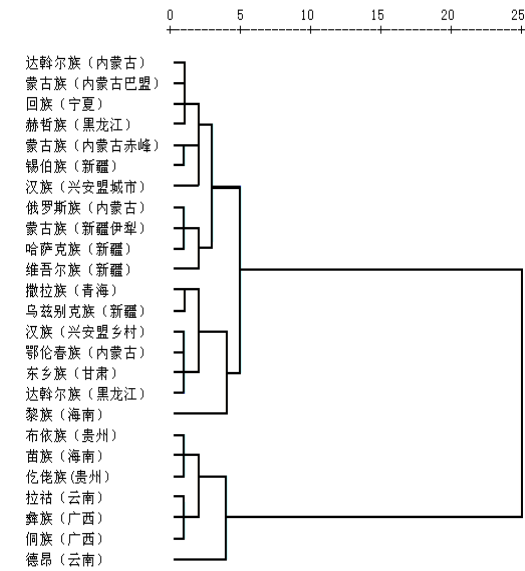 0 5 10 15 20 25
达斡尔族（内蒙古）
蒙古族（内蒙古巴盟）
回族（宁夏）
赫哲族（黑龙江）
蒙古族（内蒙古赤峰）
锡伯族（新疆）
汉族（兴安盟城市）
俄罗斯族（内蒙古）
蒙古族（新疆伊犁）
哈萨克族（新疆）
维吾尔族（新疆）
撒拉族（青海）
乌兹别克族（新疆）
汉族（兴安盟乡村）
鄂伦春族（内蒙古）
东乡族（甘肃）
达斡尔族（黑龙江）
黎族（海南）
布依族（贵州）
苗族（海南）
仡佬族(贵州）
拉祜（云南）
彝族（广西）
侗族（广西）
德昂（云南）